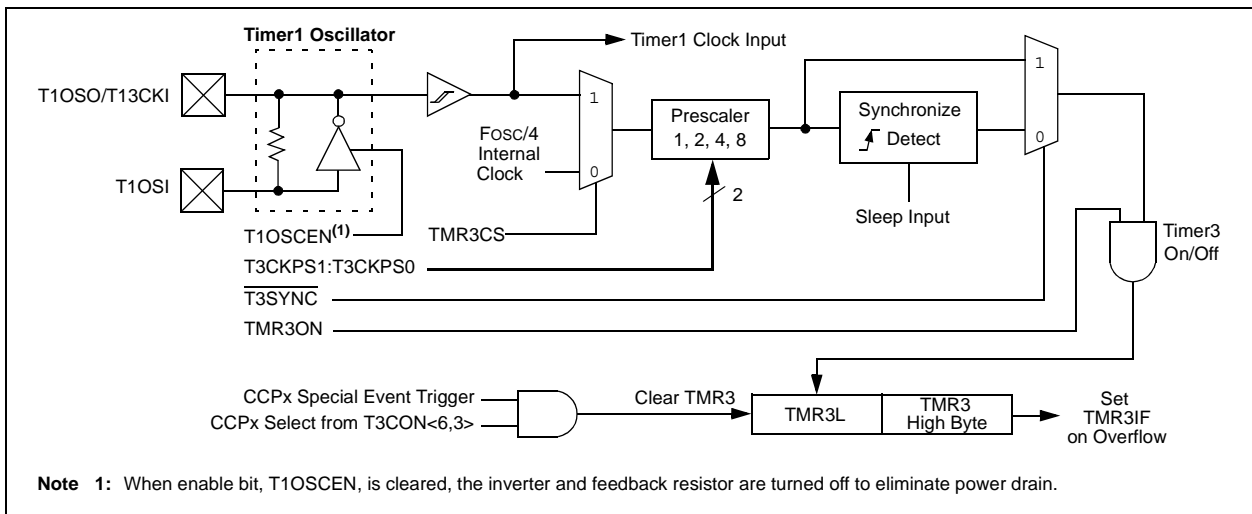 Timer1 Oscillator
Timer1 Clock Input
T1OSO/T13CKI
T1OSI
1
0
FOSC/4
Internal
Clock
Prescaler
1, 2, 4, 8
Synchronize
Detect
1
0
2
Sleep Input
T1OSCEN(1)
TMR3CS
T3CKPS1:T3CKPS0
T3SYNC
TMR3ON
Timer3
On/Off
CCPx Special Event Trigger
CCPx Select from T3CON<6,3>
Clear TMR3
TMR3L
TMR3
High Byte
Set
TMR3IF
on Overflow
Note 1: When enable bit, T1OSCEN, is cleared, the inverter and feedback resistor are turned off to eliminate power drain.